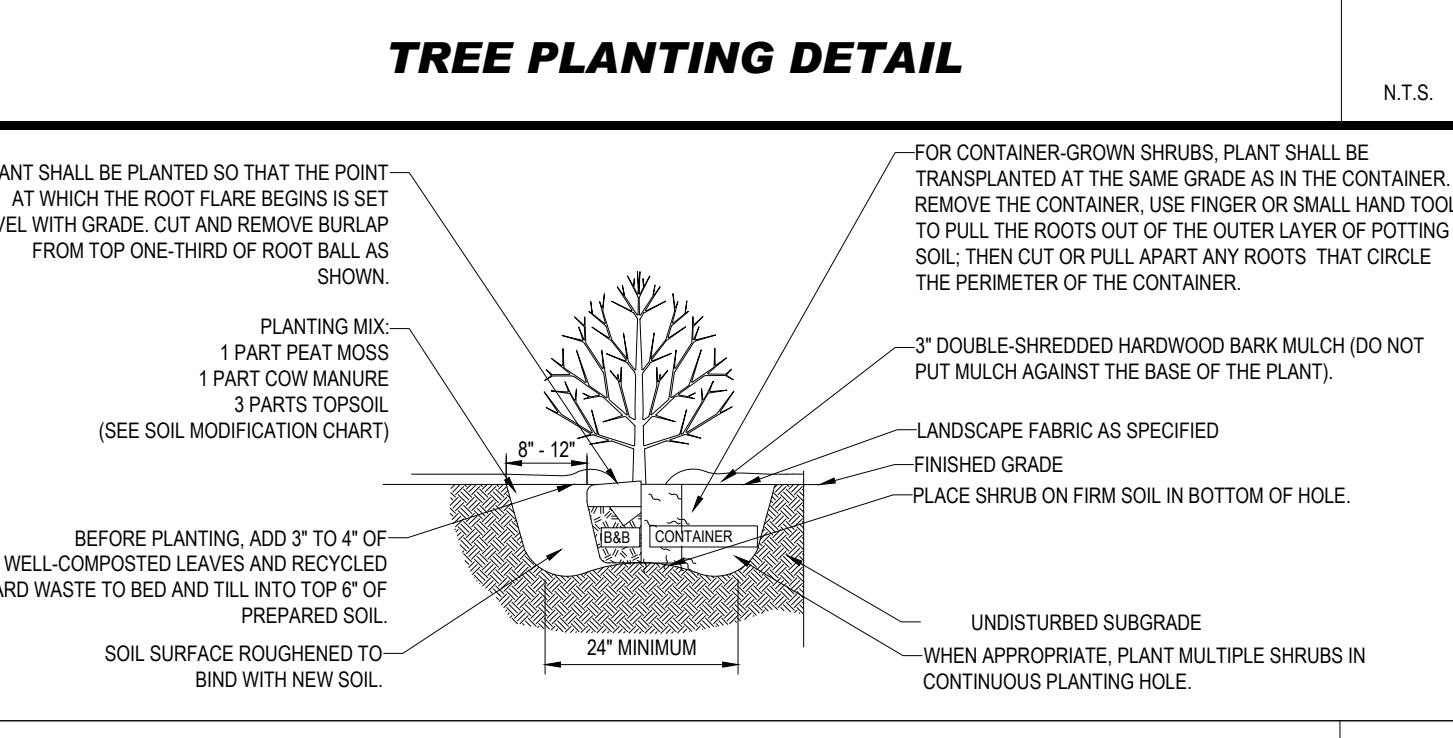 TREE PLANTING DETAIL
N.T.S.
ANT SHALL BE PLANTED SO THAT THE POINT
AT WHICH THE ROOT FLARE BEGINS IS SET
VEL WITH GRADE. CUT AND REMOVE BURLAP
FROM TOP ONE-THIRD OF ROOT BALL AS
SHOWN.
PLANTING MIX:
1 PART PEAT MOSS
1 PART COW MANURE
3 PARTS TOPSOIL
(SEE SOIL MODIFICATION CHART)
8" - 12"
BEFORE PLANTING, ADD 3" TO 4" OF
WELL-COMPOSTED LEAVES AND RECYCLED
ARD WASTE TO BED AND TILL INTO TOP 6" OF
PREPARED SOIL.
SOIL SURFACE ROUGHENED TO
BIND WITH NEW SOIL.
B&B
CONTAINER
24" MINIMUM
FOR CONTAINER-GROWN SHRUBS, PLANT SHALL BE
TRANSPLANTED AT THE SAME GRADE AS IN THE CONTAINER.
REMOVE THE CONTAINER, USE FINGER OR SMALL HAND TOOL
TO PULL THE ROOTS OUT OF THE OUTER LAYER OF POTTING
SOIL; THEN CUT OR PULL APART ANY ROOTS THAT CIRCLE
THE PERIMETER OF THE CONTAINER.
3" DOUBLE-SHREDDED HARDWOOD BARK MULCH (DO NOT
PUT MULCH AGAINST THE BASE OF THE PLANT).
LANDSCAPE FABRIC AS SPECIFIED
FINISHED GRADE
PLACE SHRUB ON FIRM SOIL IN BOTTOM OF HOLE.
UNDISTURBED SUBGRADE
WHEN APPROPRIATE, PLANT MULTIPLE SHRUBS IN
CONTINUOUS PLANTING HOLE.